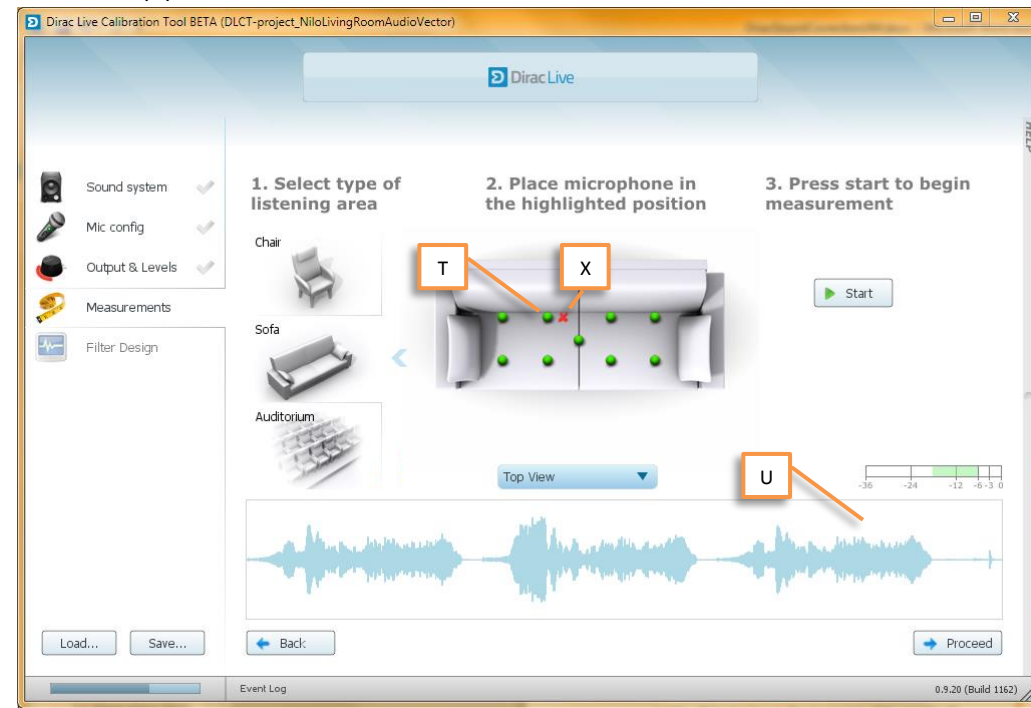 Dirac Live Calibration Tool BETA (DLCT-project_NiloLivingRoomAudioVector)
Dirac Live
HELP
Sound system
Mic config
Output & Levels
Measurements
Filter Design
1. Select type of
listening area
2. Place microphone in
the highlighted position
3. Press start to begin
measurement
Chair
Sofa
Auditorium
T
X
Start
Top View
U
-36 -24 -12 -6 -3 0
Load...
Save...
Back
Proceed
Event Log
0.9.20 (Build 1162)